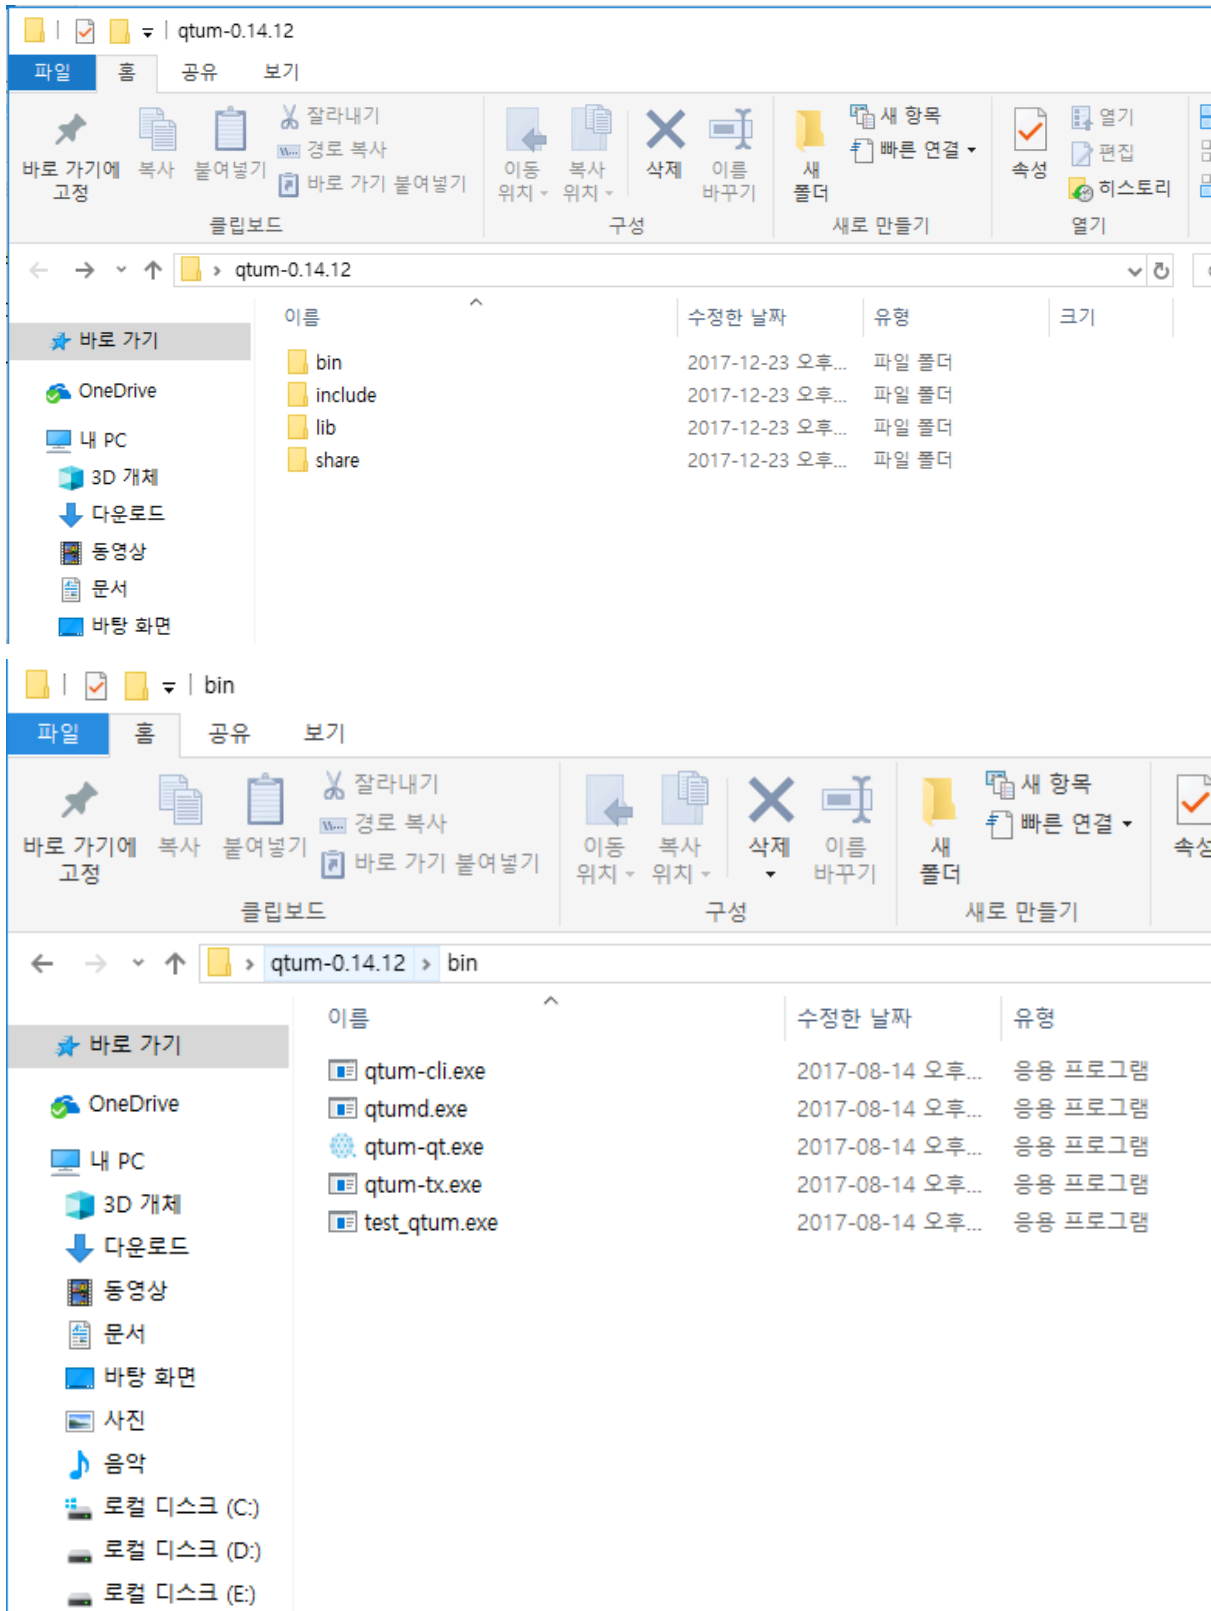 qtum-0.14.12
파일 홈 공유 보기
바로 가기에 고정
복사
붙여넣기
잘라내기
경로 복사
바로 가기 붙여넣기
클립보드
이동 위치
복사 위치
삭제
이름 바꾸기
구성
새 폴더
새 항목
빠른 연결
새로 만들기
속성
열기
편집
히스토리
열기
qtum-0.14.12
이름 수정한 날짜 유형 크기
바로 가기
OneDrive
내 PC
3D 개체
다운로드
동영상
문서
바탕 화면
bin 2017-12-23 오후... 파일 폴더
include 2017-12-23 오후... 파일 폴더
lib 2017-12-23 오후... 파일 폴더
share 2017-12-23 오후... 파일 폴더
bin
파일 홈 공유 보기
바로 가기에 고정
복사
붙여넣기
잘라내기
경로 복사
바로 가기 붙여넣기
클립보드
이동 위치
복사 위치
삭제
이름 바꾸기
구성
새 폴더
새 항목
빠른 연결
새로 만들기
속성
qtum-0.14.12 bin
이름 수정한 날짜 유형
바로 가기
OneDrive
내 PC
3D 개체
다운로드
동영상
문서
바탕 화면
사진
음악
로컬 디스크 (C:)
로컬 디스크 (D:)
로컬 디스크 (E:)
qtum-cli.exe 2017-08-14 오후... 응용 프로그램
qtumd.exe 2017-08-14 오후... 응용 프로그램
qtum-qt.exe 2017-08-14 오후... 응용 프로그램
qtum-tx.exe 2017-08-14 오후... 응용 프로그램
test_qtum.exe 2017-08-14 오후... 응용 프로그램